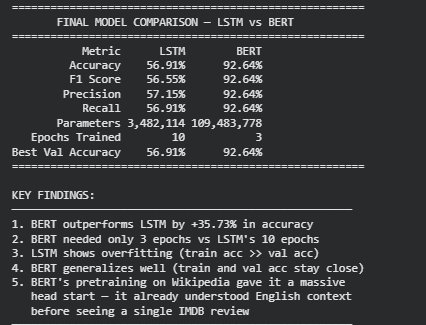 FINAL MODEL COMPARISON — LSTM vs BERT
Metric LSTM BERT
Accuracy 56.91% 92.64%
F1 Score 56.55% 92.64%
Precision 57.15% 92.64%
Recall 56.91% 92.64%
Parameters 3,482,114 109,483,778
Epochs Trained 10 3
Best Val Accuracy 56.91% 92.64%
KEY FINDINGS:
1. BERT outperforms LSTM by +35.73% in accuracy
2. BERT needed only 3 epochs vs LSTM's 10 epochs
3. LSTM shows overfitting (train acc >> val acc)
4. BERT generalizes well (train and val acc stay close)
5. BERT's pretraining on Wikipedia gave it a massive
head start — it already understood English context
before seeing a single IMDB review